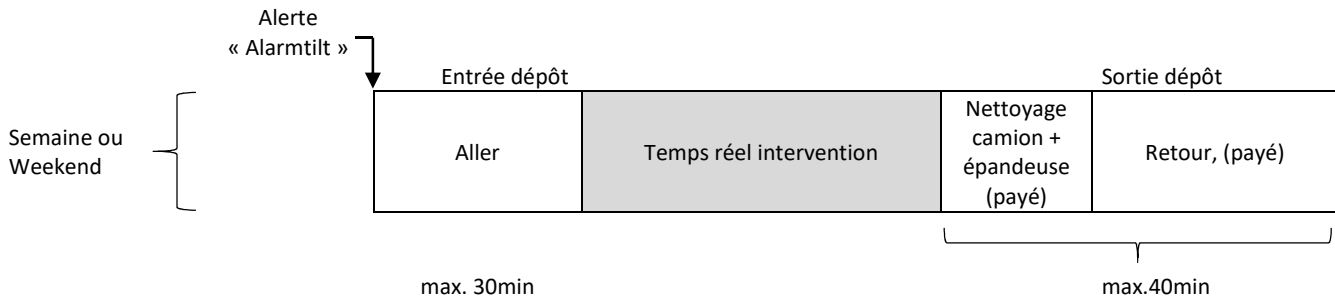 Alerte
« Alarmtilt »
Entrée dépôt
Sortie dépôt
Semaine ou
Weekend
Aller
Temps réel intervention
Nettoyage
camion +
épandeuse
(payé)
Retour, (payé)
max. 30min
max.40min